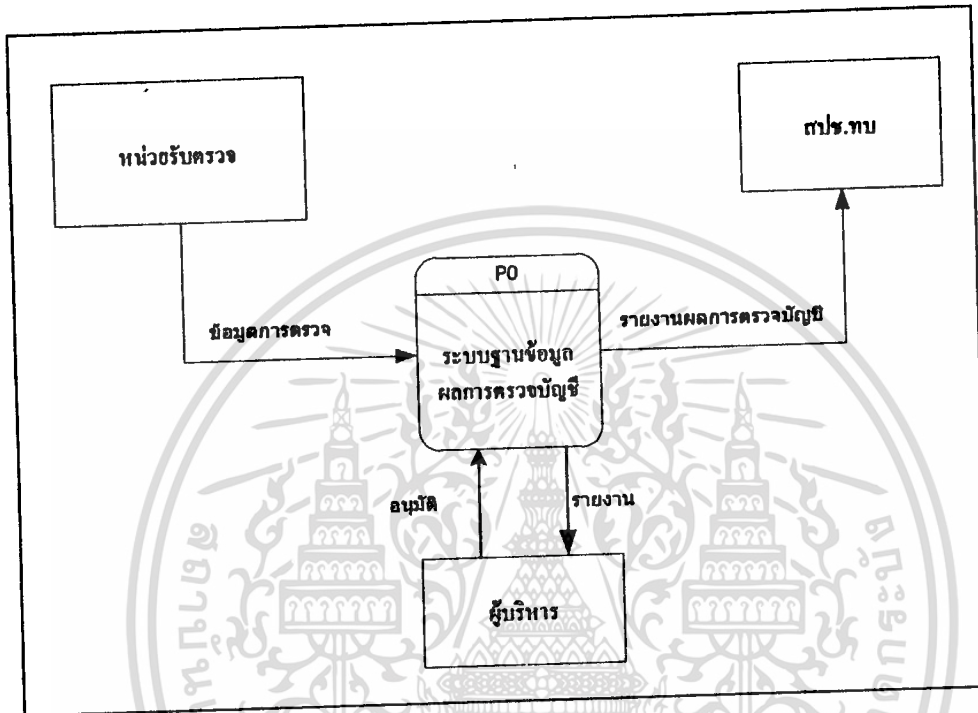 หน่วยรับตรวจ
สปช.ทบ
P0
ข้อมูลการตรวจ
รายงานผลการตรวจบัญชี
ระบบฐานข้อมูล
ผลการตรวจบัญชี
อนุมัติ
รายงาน
ผู้บริหาร